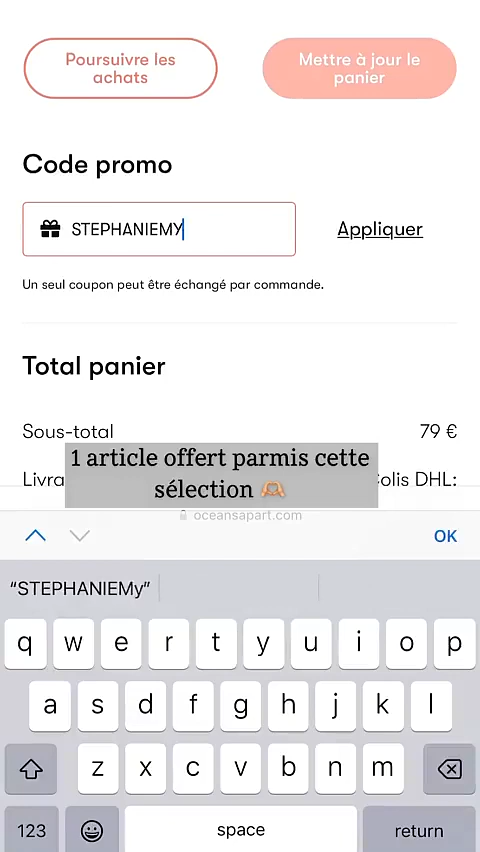 Poursuivre les
achats
Mettre à jour le
panier
Code promo
STEPHANIEMY
Appliquer
Un seul coupon peut être échangé par commande.
Total panier
Sous-total
79 €
1 article offert parmis cette
sélection 🫶🏼
Livra
Colis DHL:
oceansapart.com
OK
“STEPHANIEMy”
q w e r t y u i o p
a s d f g h j k l
z x c v b n m
123
space
return